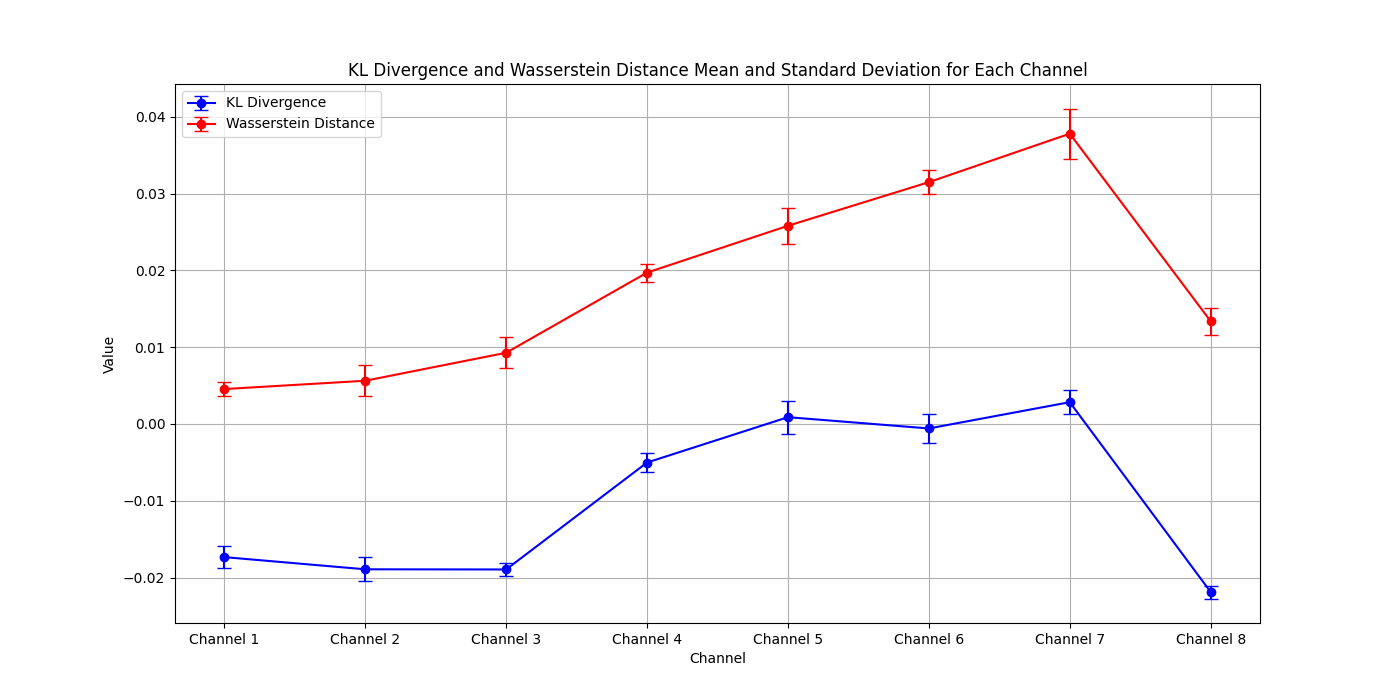 KL Divergence and Wasserstein Distance Mean and Standard Deviation for Each Channel
KL Divergence
Wasserstein Distance
0.04
0.03
0.02
0.01
0.00
−0.01
−0.02
Value
Channel 1 Channel 2 Channel 3 Channel 4 Channel 5 Channel 6 Channel 7 Channel 8
Channel